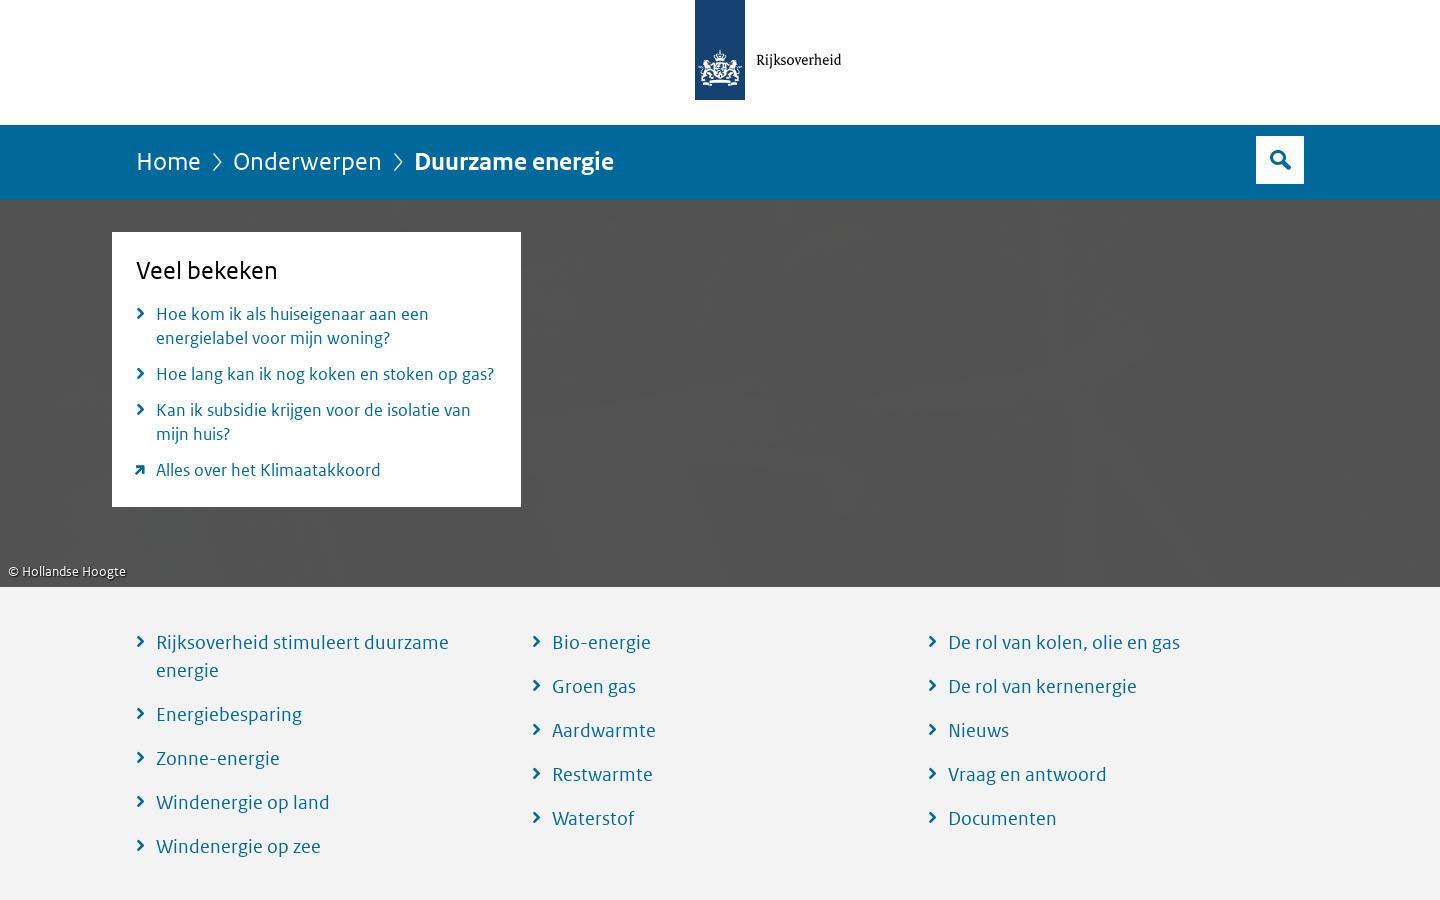 Rijksoverheid
Home
Onderwerpen
Duurzame energie
Veel bekeken
Hoe kom ik als huiseigenaar aan een
energielabel voor mijn woning?
Hoe lang kan ik nog koken en stoken op gas?
Kan ik subsidie krijgen voor de isolatie van
mijn huis?
Alles over het Klimaatakkoord
© Hollandse Hoogte
Rijksoverheid stimuleert duurzame
energie
Energiebesparing
Zonne-energie
Windenergie op land
Windenergie op zee
Bio-energie
Groen gas
Aardwarmte
Restwarmte
Waterstof
De rol van kolen, olie en gas
De rol van kernenergie
Nieuws
Vraag en antwoord
Documenten